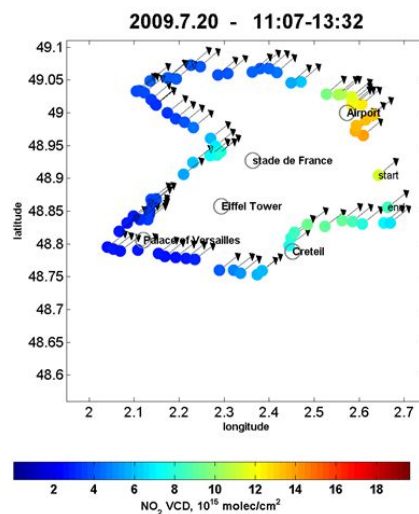 2009.7.20 - 11:07-13:32
49.1
49.05
49
48.95
48.9
48.85
48.8
48.75
48.7
48.65
48.6
latitude
Airport
stade de France
start
Eiffel Tower
end
Palace of Versailles
Creteil
2
2.1
2.2
2.3
2.4
2.5
2.6
2.7
longitude
2
4
6
8
10
12
14
16
18
NO2 VCD, 10^15 molec/cm^2